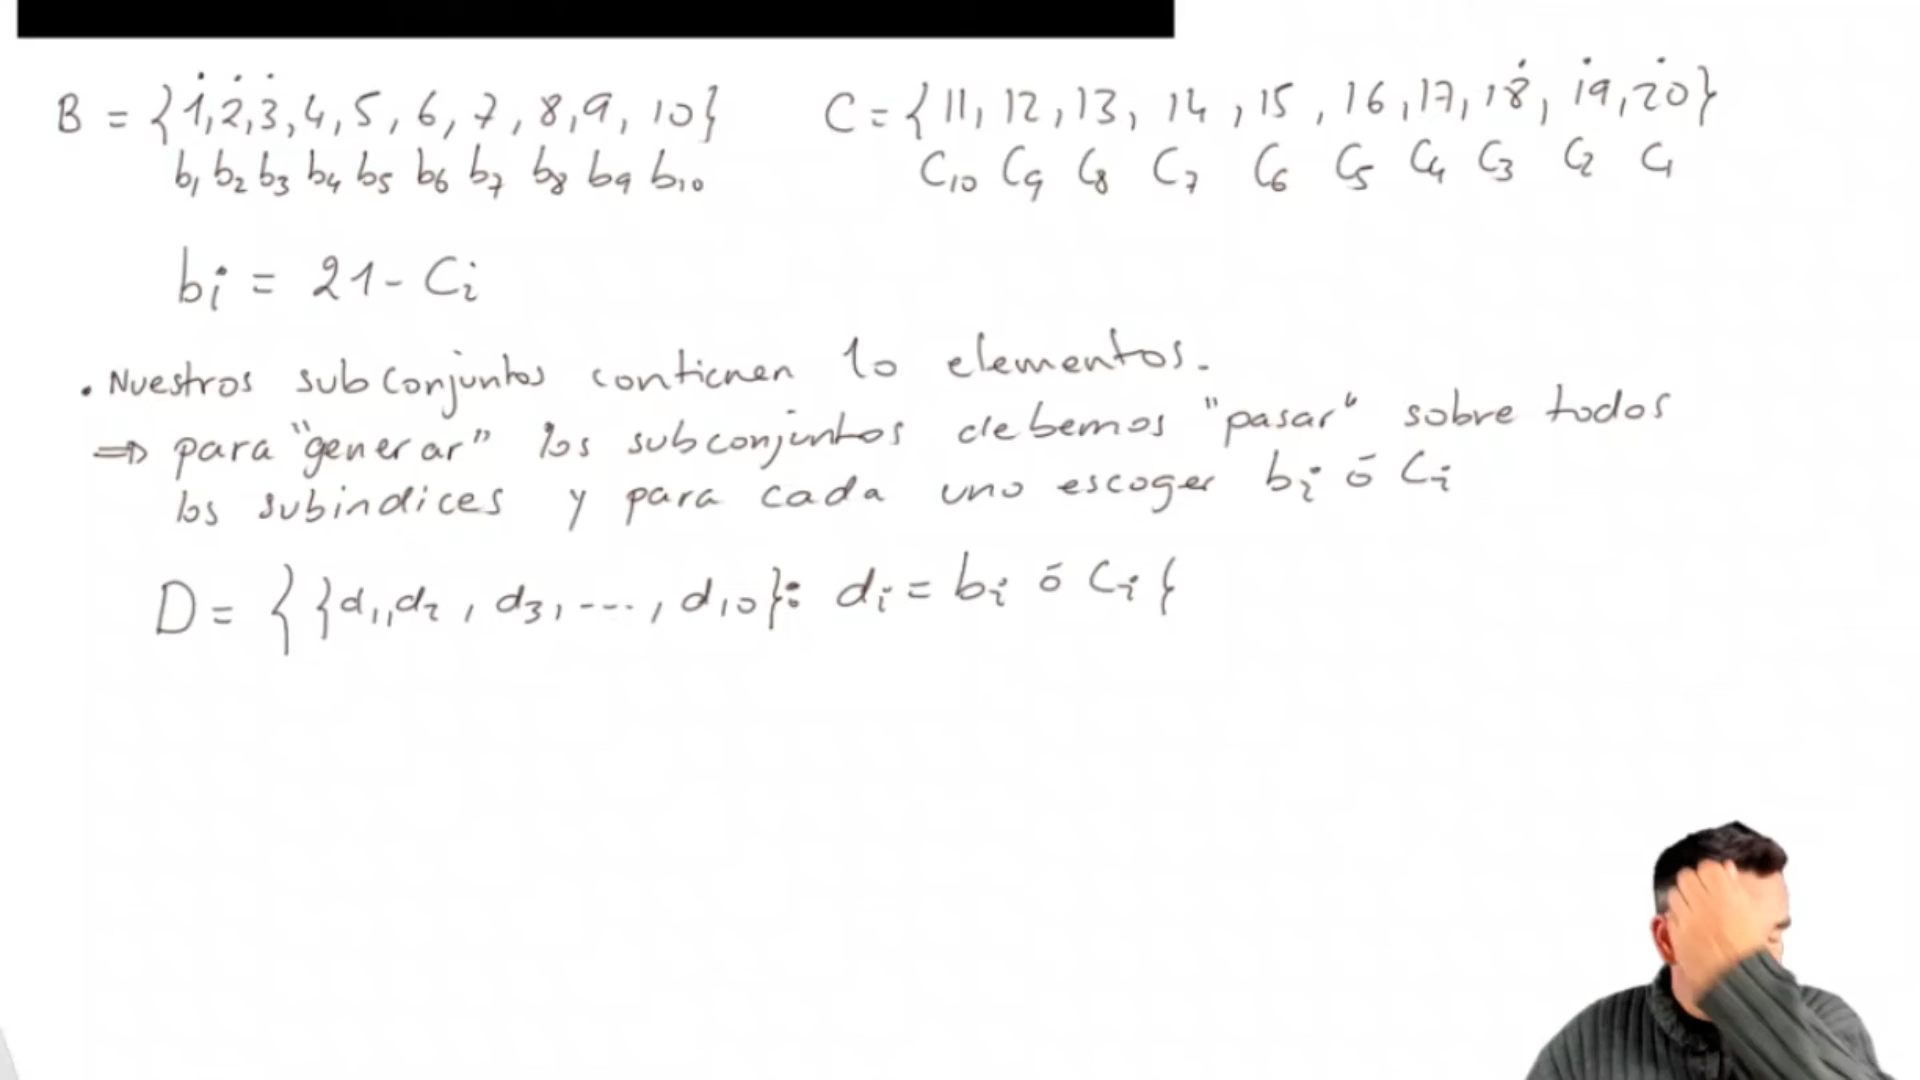 B = {1,2,3,4,5,6,7,8,9,10} C={11,12,13,14,15,16,17,18,19,20}
b₁ b₂ b₃ b₄ b₅ b₆ b₇ b₈ b₉ b₁₀ C₁₀ C₉ C₈ C₇ C₆ C₅ C₄ C₃ C₂ C₁
bᵢ = 21 - Cᵢ
• Nuestros subconjuntos contienen 10 elementos.
⇒ para "generar" los subconjuntos debemos "pasar" sobre todos
los subindices y para cada uno escoger bᵢ ó Cᵢ
D = { {d₁,d₂, d₃, ---, d₁₀}: dᵢ = bᵢ ó Cᵢ {